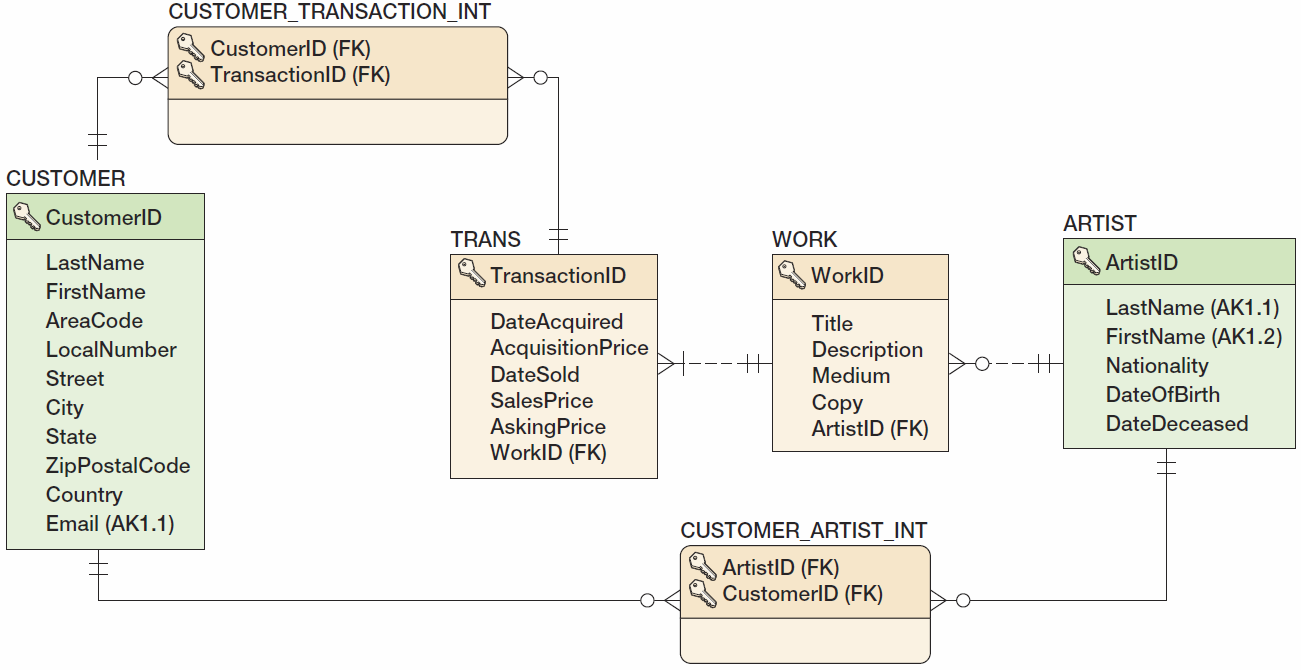 CUSTOMER_TRANSACTION_INT
CustomerID (FK)
TransactionID (FK)
CUSTOMER
CustomerID
LastName
FirstName
AreaCode
LocalNumber
Street
City
State
ZipPostalCode
Country
Email (AK1.1)
TRANS
TransactionID
DateAcquired
AcquisitionPrice
DateSold
SalesPrice
AskingPrice
WorkID (FK)
WORK
WorkID
Title
Description
Medium
Copy
ArtistID (FK)
ARTIST
ArtistID
LastName (AK1.1)
FirstName (AK1.2)
Nationality
DateOfBirth
DateDeceased
CUSTOMER_ARTIST_INT
ArtistID (FK)
CustomerID (FK)